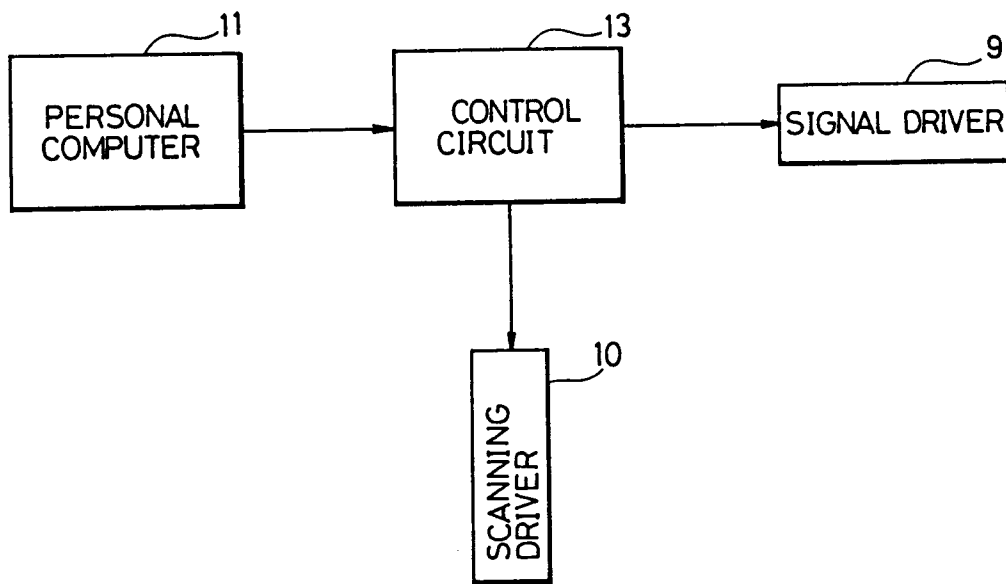 11
13
9
PERSONAL
COMPUTER
CONTROL
CIRCUIT
SIGNAL DRIVER
10
SCANNING
DRIVER